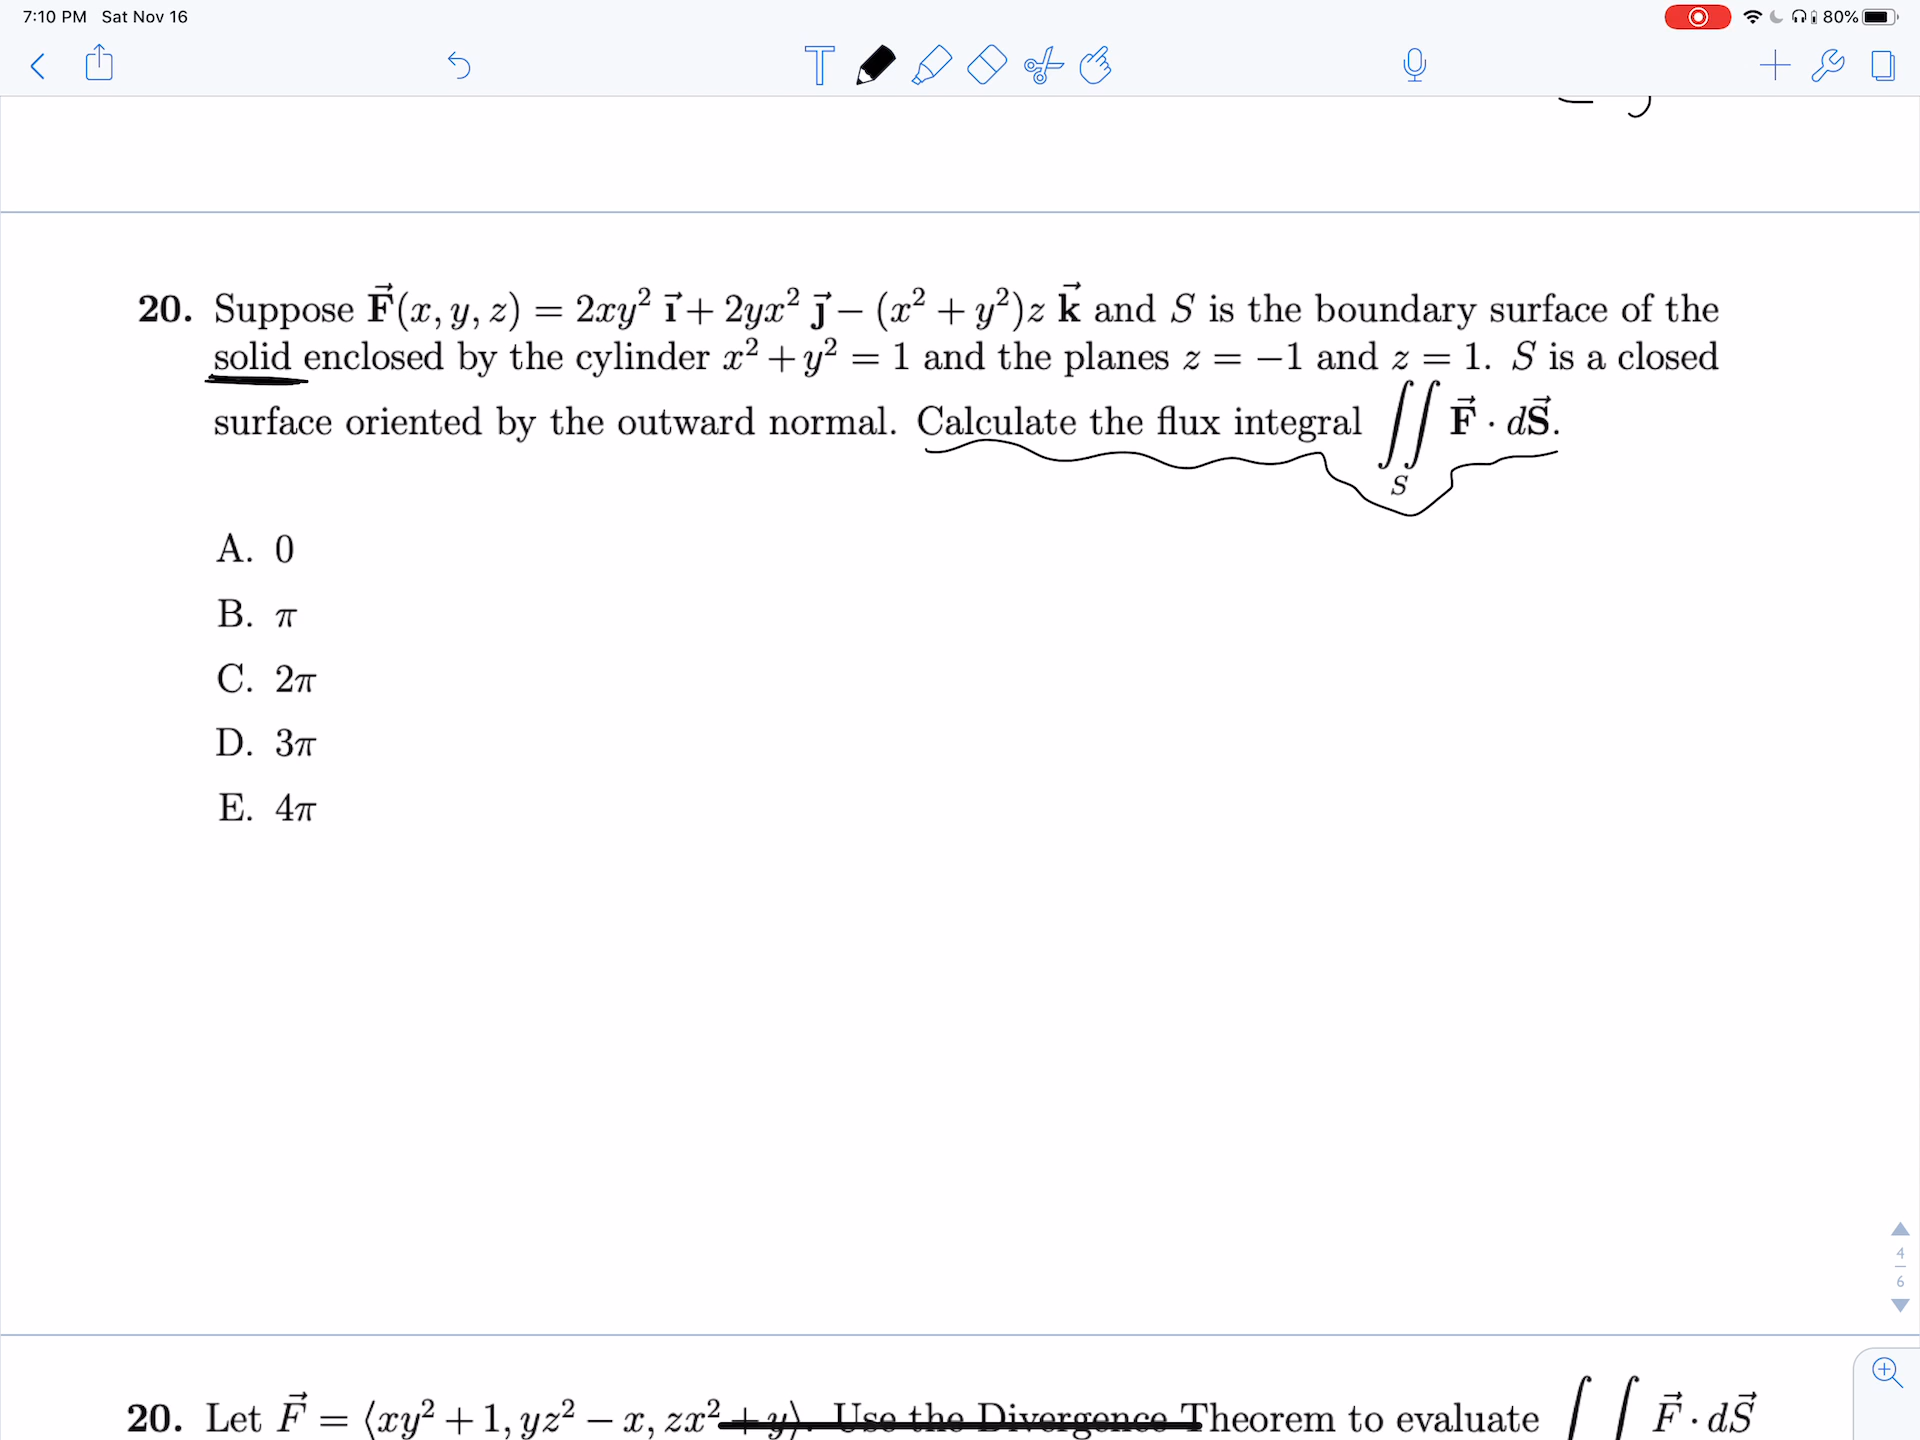 7:10 PM Sat Nov 16
80%
T
20. Suppose F⃗(x, y, z) = 2xy² i⃗ + 2yx² j⃗ − (x² + y²)z k⃗ and S is the boundary surface of the
solid enclosed by the cylinder x² + y² = 1 and the planes z = −1 and z = 1. S is a closed
surface oriented by the outward normal. Calculate the flux integral ∬ F⃗ · dS⃗.
S
A. 0
B. π
C. 2π
D. 3π
E. 4π
4
6
20. Let F⃗ = ⟨xy² + 1, yz² − x, zx² + y⟩. Use the Divergence Theorem to evaluate ∫ ∫ F⃗ · dS⃗